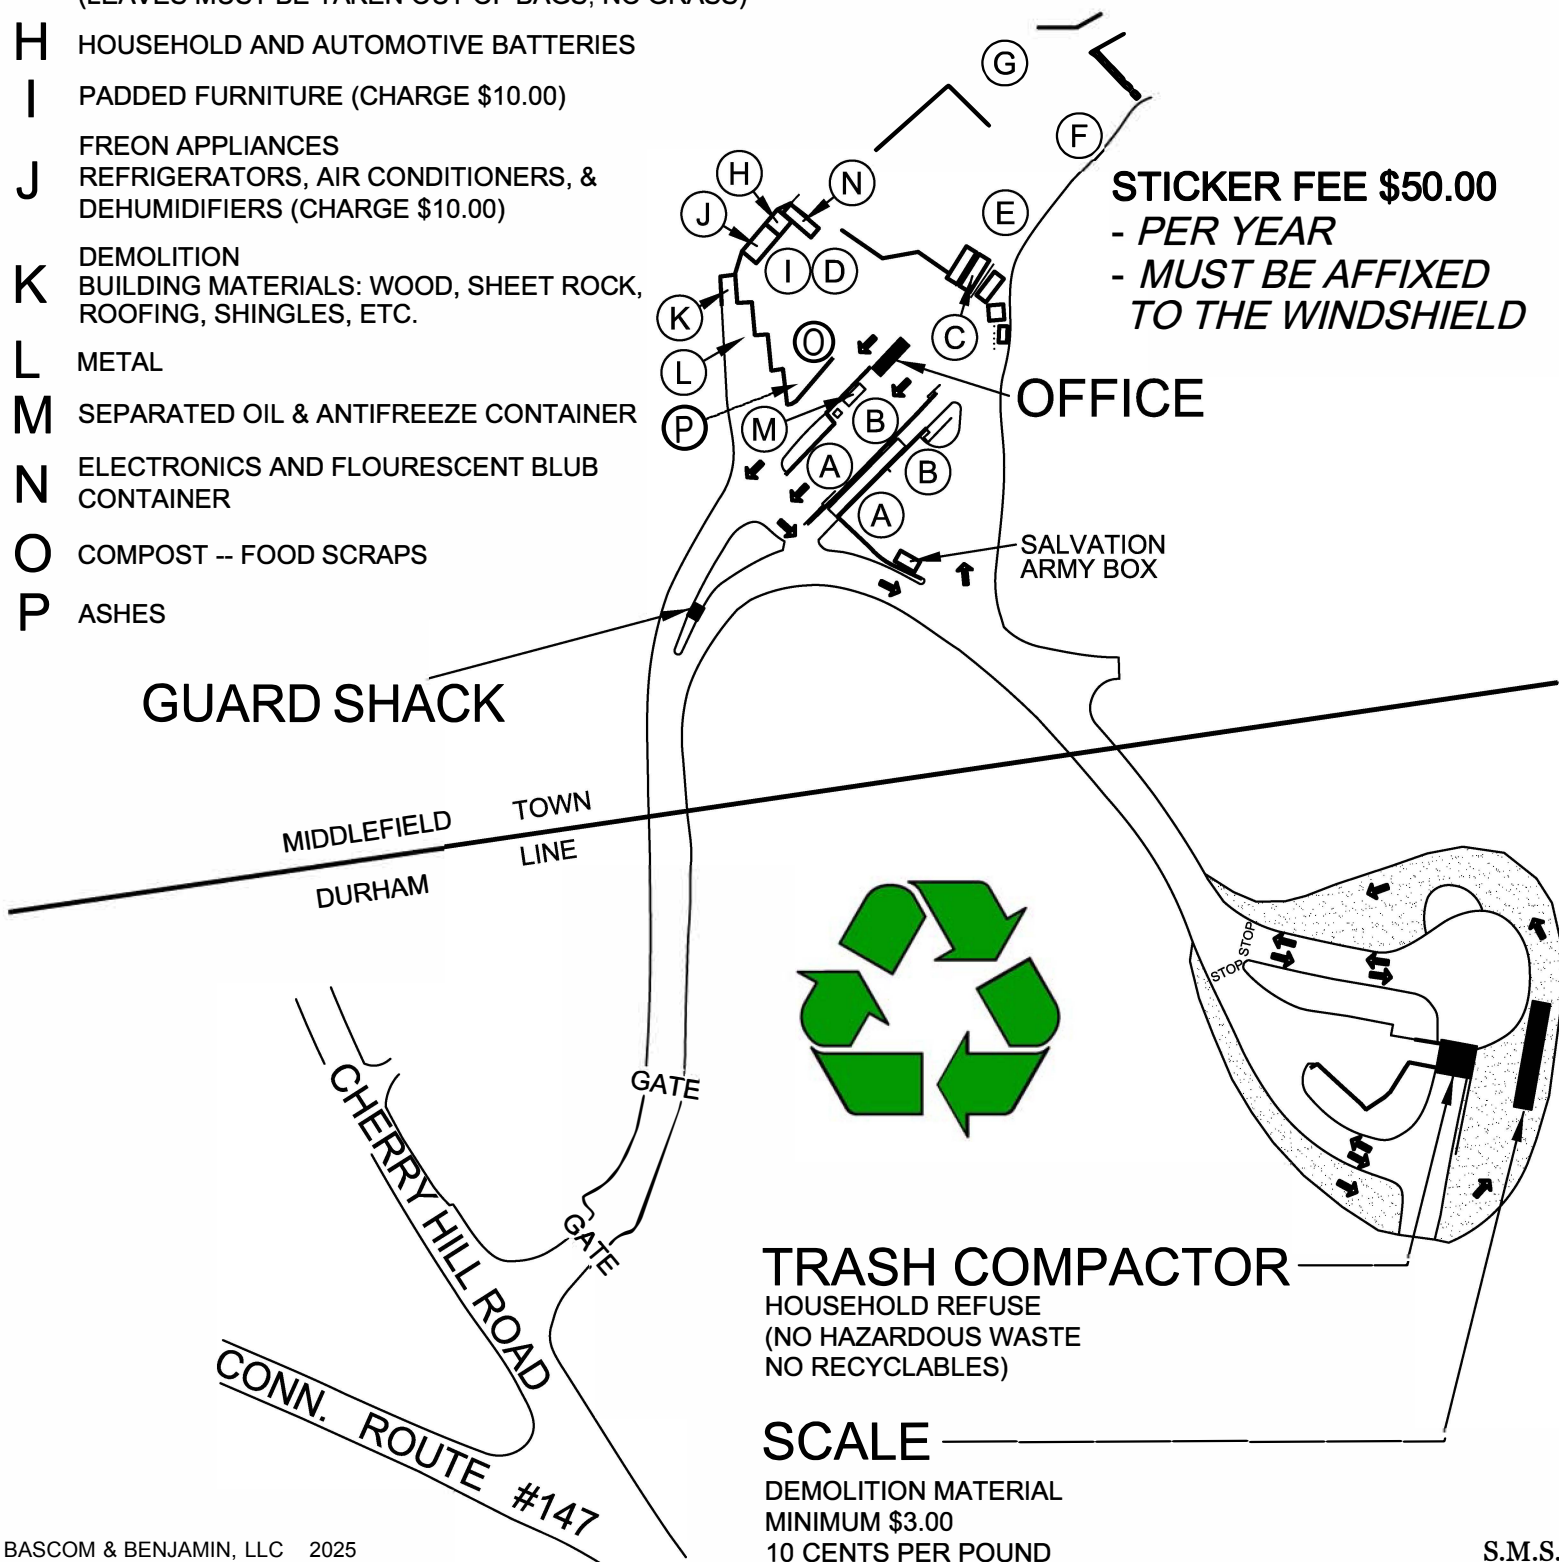 (LEAVES MUST BE TAKEN OUT OF BAGS, NO GRASS)
H HOUSEHOLD AND AUTOMOTIVE BATTERIES
I PADDED FURNITURE (CHARGE $10.00)
FREON APPLIANCES
J REFRIGERATORS, AIR CONDITIONERS, &
DEHUMIDIFIERS (CHARGE $10.00)
DEMOLITION
K BUILDING MATERIALS: WOOD, SHEET ROCK,
ROOFING, SHINGLES, ETC.
L METAL
M SEPARATED OIL & ANTIFREEZE CONTAINER
N ELECTRONICS AND FLOURESCENT BLUB
CONTAINER
O COMPOST -- FOOD SCRAPS
P ASHES
G
F
H
N
J
E
I
D
K
O
C
L
P
M
B
A
B
A
STICKER FEE $50.00
- PER YEAR
- MUST BE AFFIXED
TO THE WINDSHIELD
OFFICE
SALVATION
ARMY BOX
GUARD SHACK
MIDDLEFIELD
TOWN
LINE
DURHAM
STOP
STOP
GATE
GATE
CHERRY HILL ROAD
CONN. ROUTE #147
TRASH COMPACTOR
HOUSEHOLD REFUSE
(NO HAZARDOUS WASTE
NO RECYCLABLES)
SCALE
DEMOLITION MATERIAL
MINIMUM $3.00
10 CENTS PER POUND
BASCOM & BENJAMIN, LLC 2025
S.M.S.